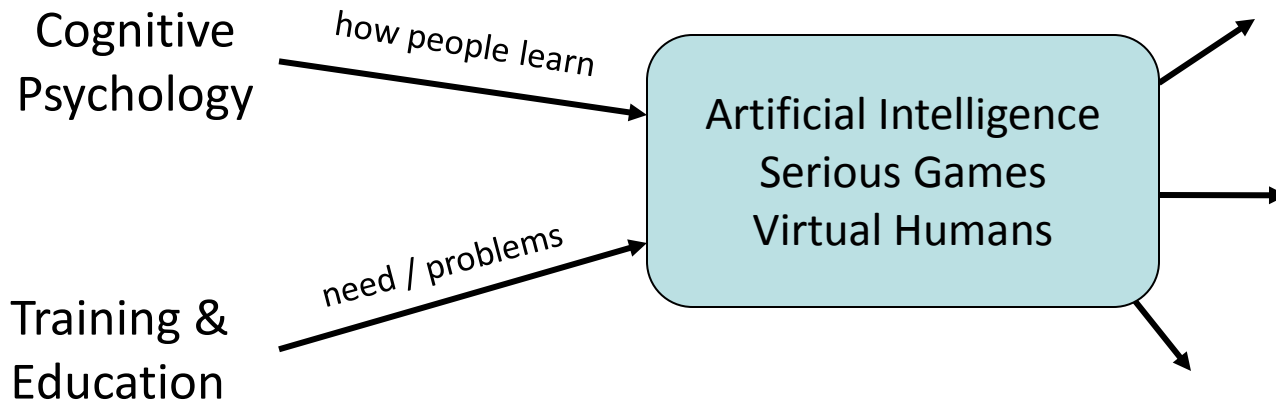 Cognitive
Psychology
how people learn
Artificial Intelligence
Serious Games
Virtual Humans
need / problems
Training &
Education